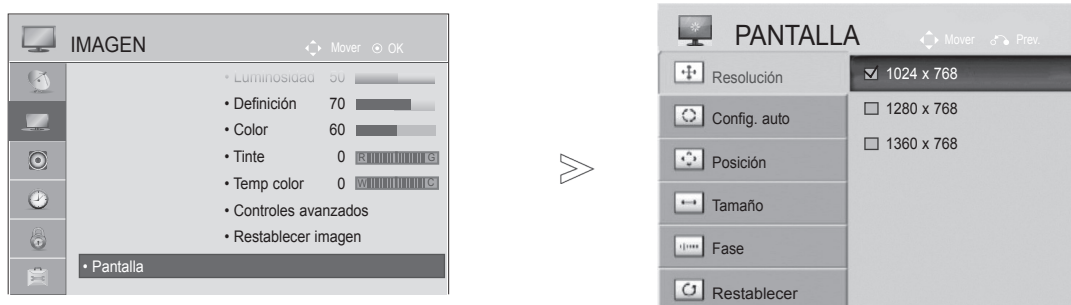 IMAGEN
Mover OK
• Luminosidad 50
• Definición 70
• Color 60
• Tinte 0 R G
• Temp color 0 W C
• Controles avanzados
• Restablecer imagen
• Pantalla
PANTALLA
Mover Prev.
Resolución
Config. auto
Posición
Tamaño
Fase
Restablecer
1024 x 768
1280 x 768
1360 x 768